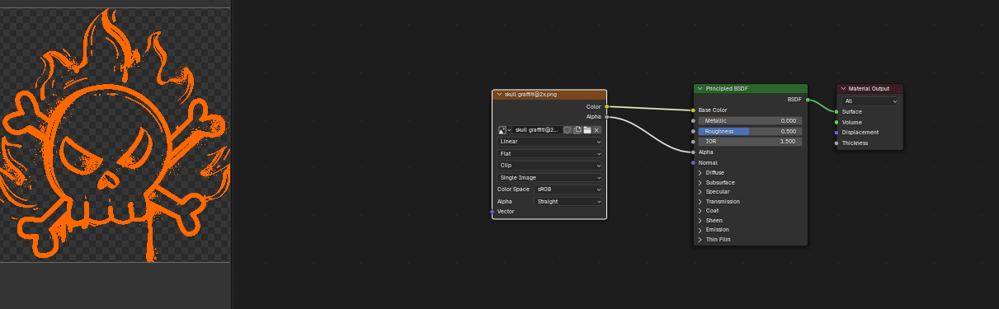 skull graffiti@2x.png
Color
Alpha
skull graffiti@2...
Linear
Flat
Clip
Single Image
Color Space sRGB
Alpha Straight
Vector
Principled BSDF
BSDF
Base Color
Metallic 0.000
Roughness 0.500
IOR 1.500
Alpha
Normal
Diffuse
Subsurface
Specular
Transmission
Coat
Sheen
Emission
Thin Film
Material Output
All
Surface
Volume
Displacement
Thickness